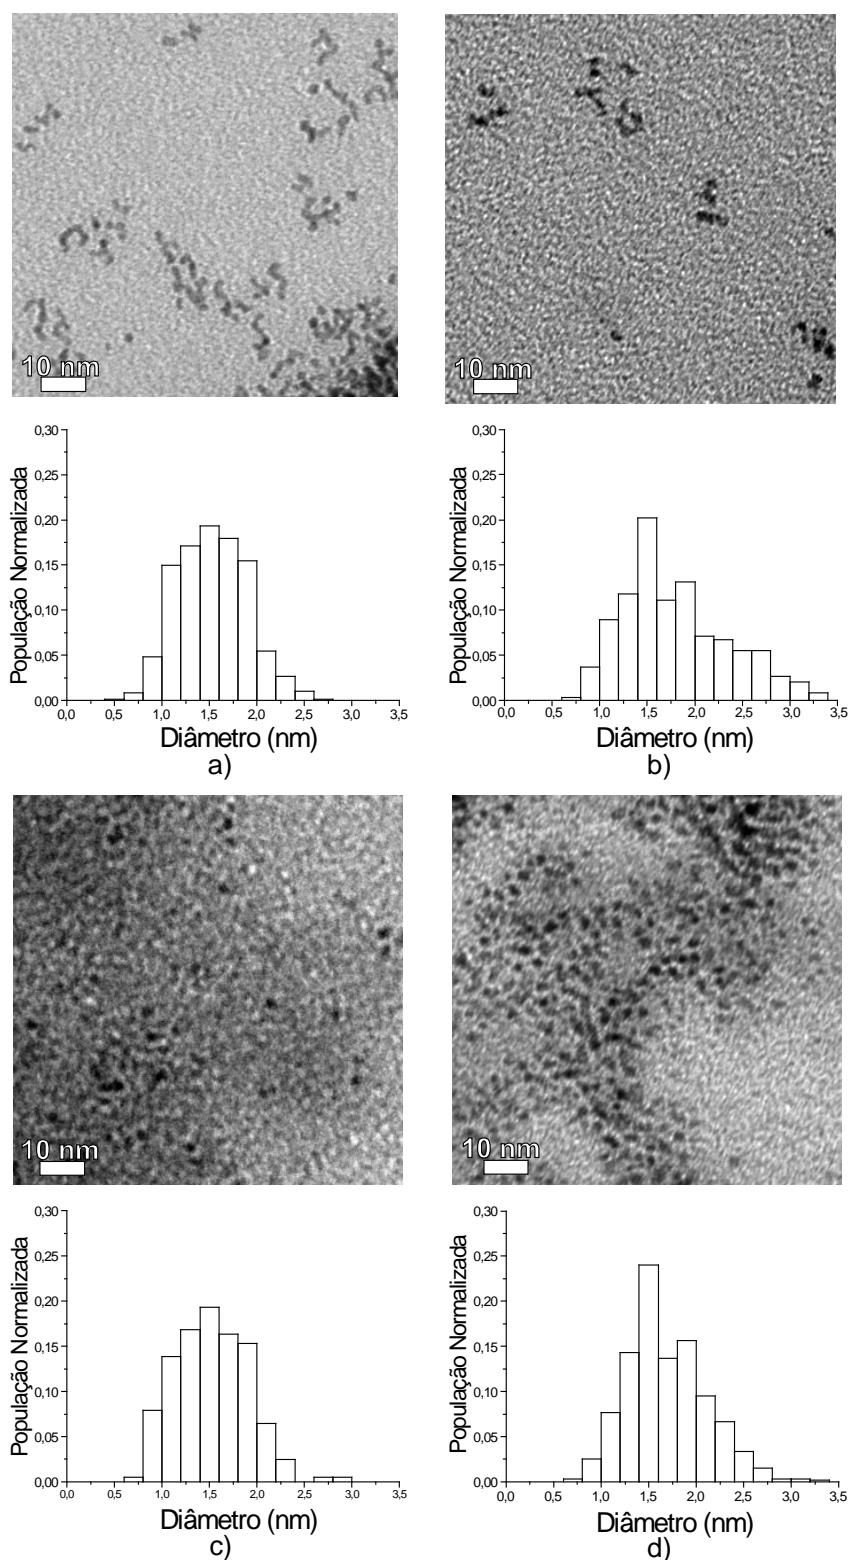 10 nm
10 nm
0,30
0,25
0,20
0,15
0,10
0,05
0,00
População Normalizada
0,0 0,5 1,0 1,5 2,0 2,5 3,0 3,5
Diâmetro (nm)
a)
0,30
0,25
0,20
0,15
0,10
0,05
0,00
População Normalizada
0,0 0,5 1,0 1,5 2,0 2,5 3,0 3,5
Diâmetro (nm)
b)
10 nm
10 nm
0,30
0,25
0,20
0,15
0,10
0,05
0,00
População Normalizada
0,0 0,5 1,0 1,5 2,0 2,5 3,0 3,5
Diâmetro (nm)
c)
0,30
0,25
0,20
0,15
0,10
0,05
0,00
População Normalizada
0,0 0,5 1,0 1,5 2,0 2,5 3,0 3,5
Diâmetro (nm)
d)